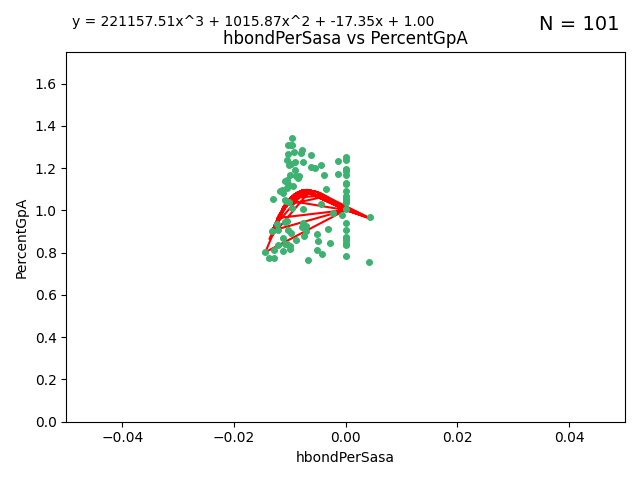 y = 221157.51x^3 + 1015.87x^2 + -17.35x + 1.00
N = 101
hbondPerSasa vs PercentGpA
PercentGpA
1.6
1.4
1.2
1.0
0.8
0.6
0.4
0.2
0.0
−0.04 −0.02 0.00 0.02 0.04
hbondPerSasa